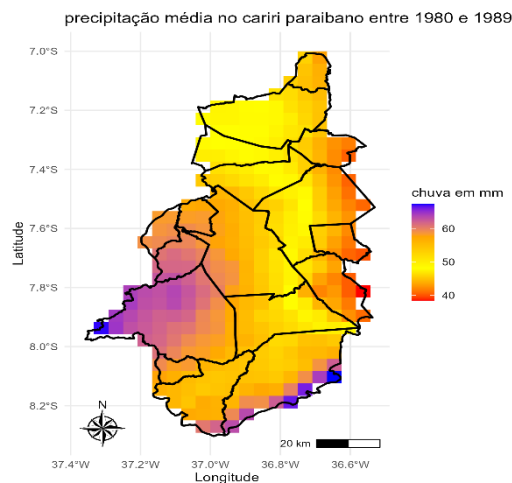 precipitação média no cariri paraibano entre 1980 e 1989
7.0°S
7.2°S
7.4°S
7.6°S
7.8°S
8.0°S
8.2°S
Latitude
chuva em mm
60
50
40
N
20 km
37.4°W 37.2°W 37.0°W 36.8°W 36.6°W
Longitude